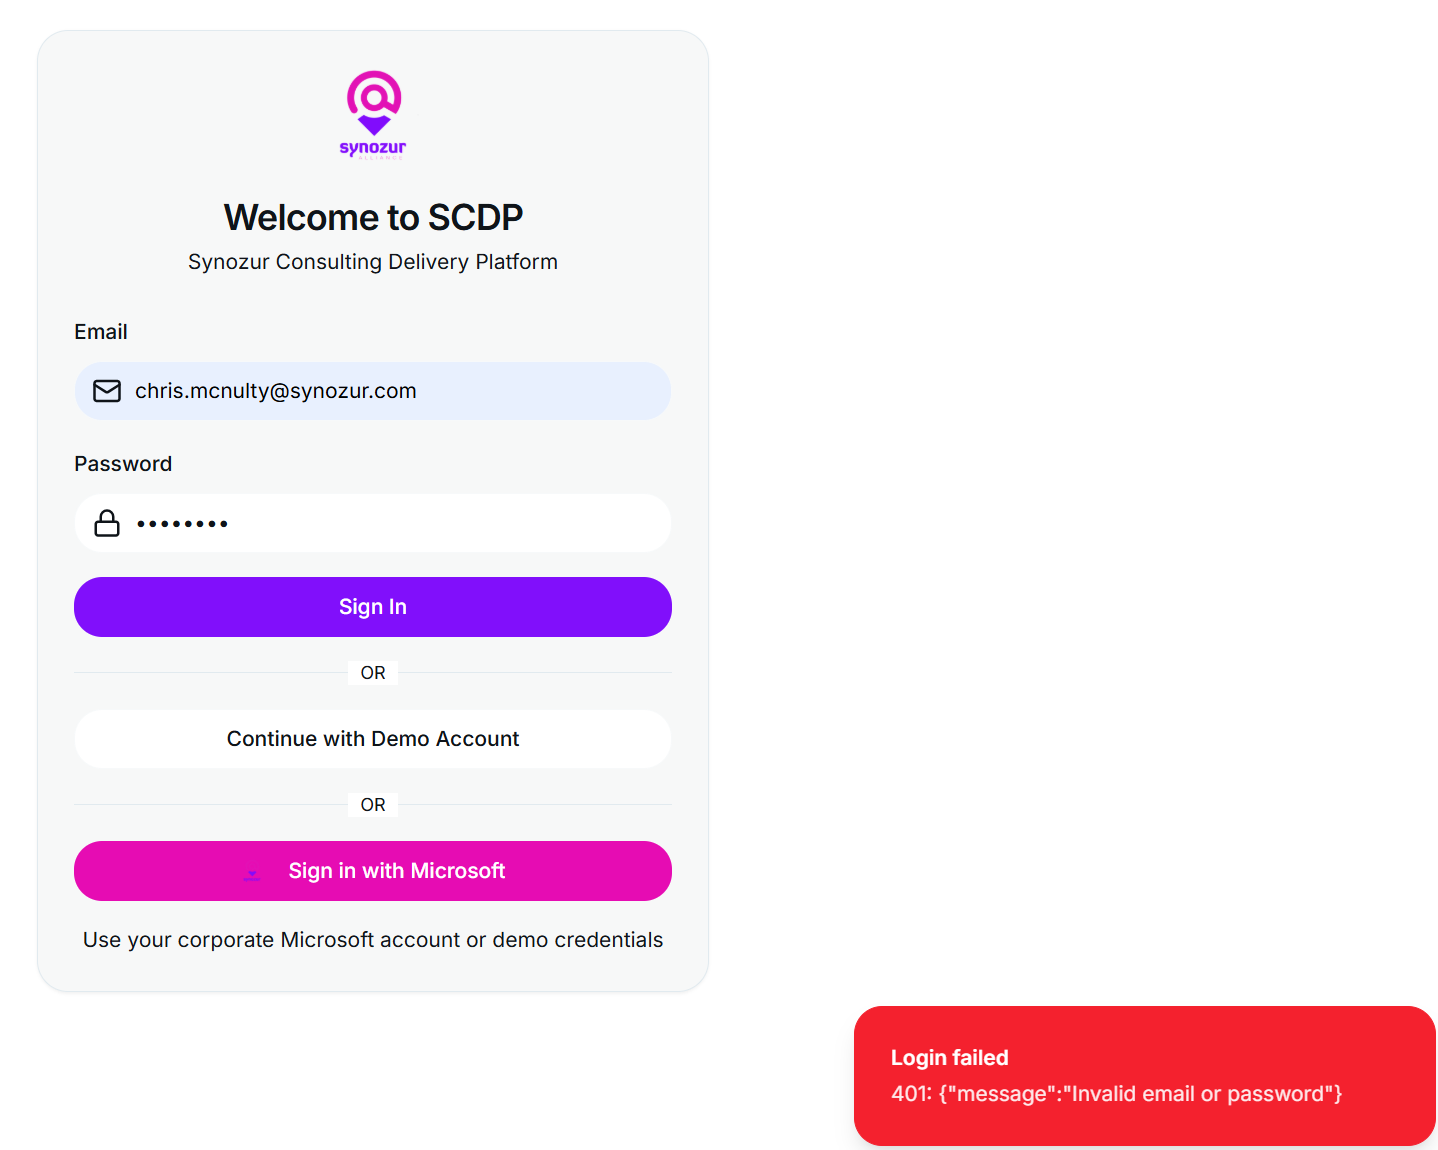 synozur
ALLIANCE
Welcome to SCDP
Synozur Consulting Delivery Platform
Email
chris.mcnulty@synozur.com
Password
••••••••
Sign In
OR
Continue with Demo Account
OR
Sign in with Microsoft
Use your corporate Microsoft account or demo credentials
Login failed
401: {"message":"Invalid email or password"}